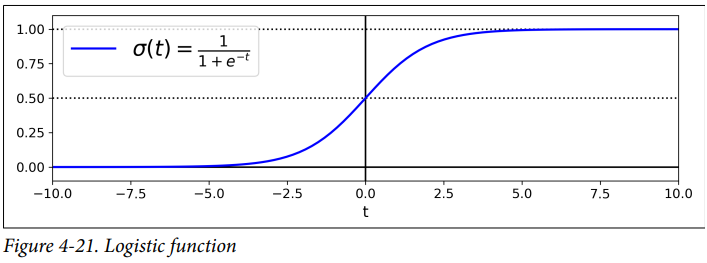 1.00
0.75
0.50
0.25
0.00
σ(t) = 1 / (1 + e^{-t})
−10.0 −7.5 −5.0 −2.5 0.0 2.5 5.0 7.5 10.0
t
Figure 4-21. Logistic function